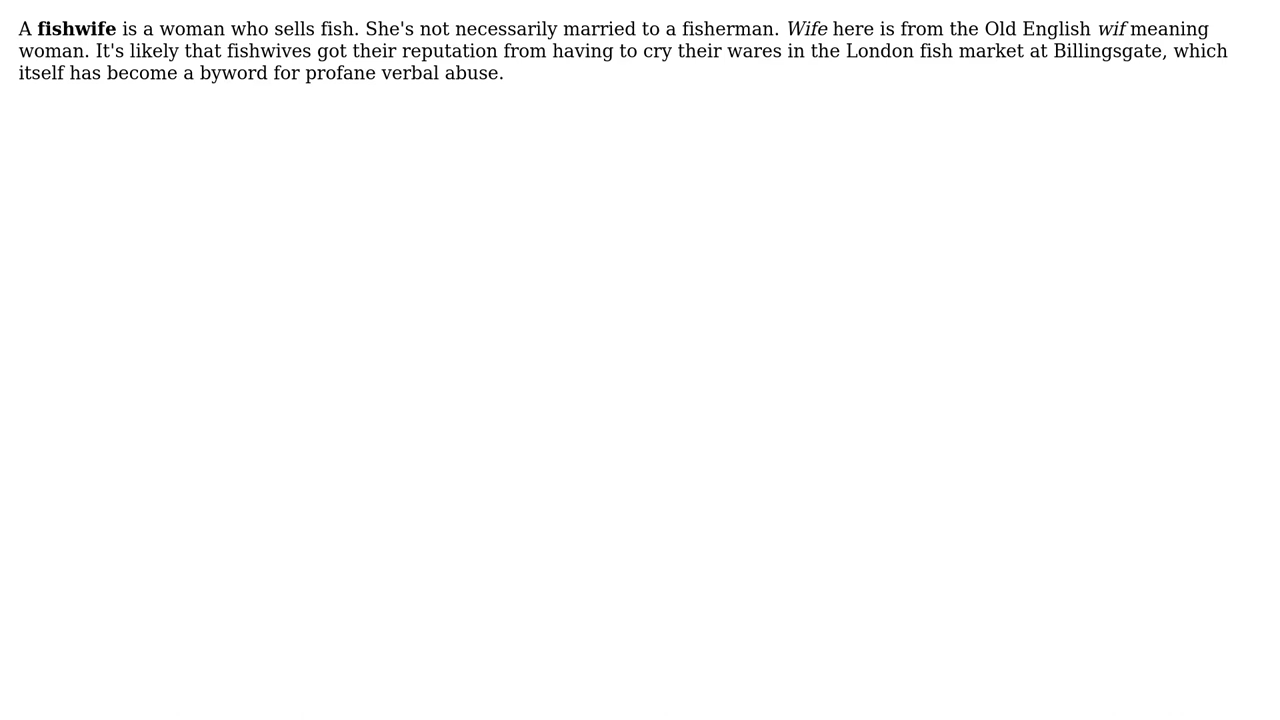 A fishwife is a woman who sells fish. She's not necessarily married to a fisherman. Wife here is from the Old English wif meaning
woman. It's likely that fishwives got their reputation from having to cry their wares in the London fish market at Billingsgate, which
itself has become a byword for profane verbal abuse.